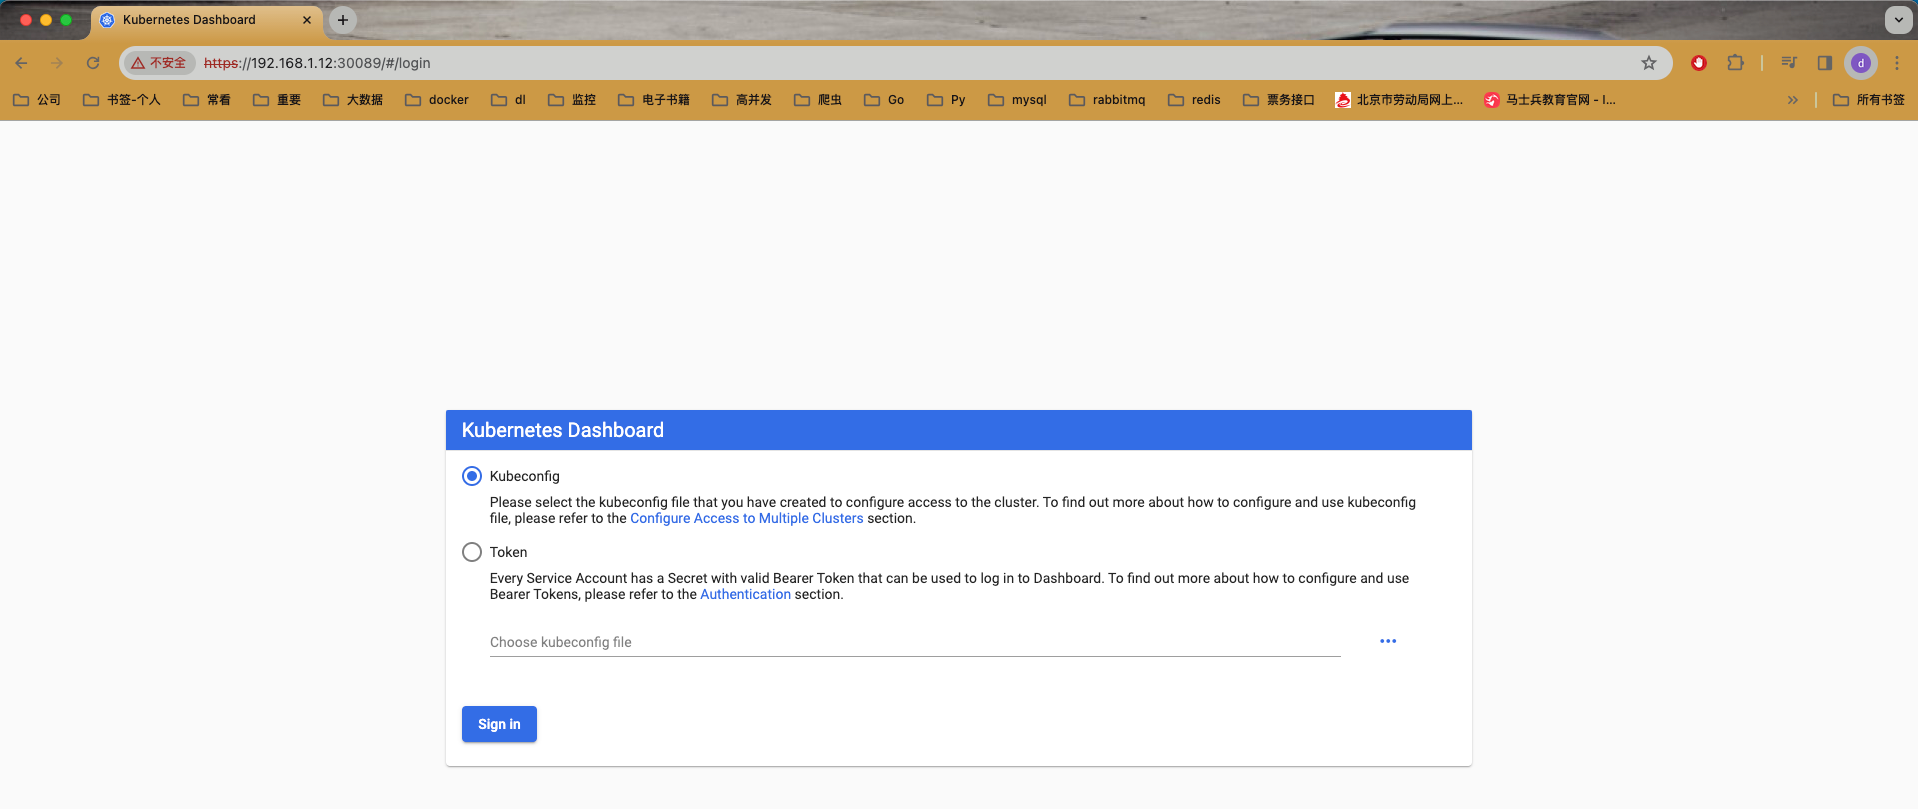 Kubernetes Dashboard
不安全 https://192.168.1.12:30089/#/login d
公司 书签-个人 常看 重要 大数据 docker dl 监控 电子书籍 高并发 爬虫 Go Py mysql rabbitmq redis 票务接口 北京市劳动局网上... 马士兵教育官网 - I... » 所有书签
Kubernetes Dashboard
Kubeconfig
Please select the kubeconfig file that you have created to configure access to the cluster. To find out more about how to configure and use kubeconfig
file, please refer to the Configure Access to Multiple Clusters section.
Token
Every Service Account has a Secret with valid Bearer Token that can be used to log in to Dashboard. To find out more about how to configure and use
Bearer Tokens, please refer to the Authentication section.
Choose kubeconfig file
Sign in